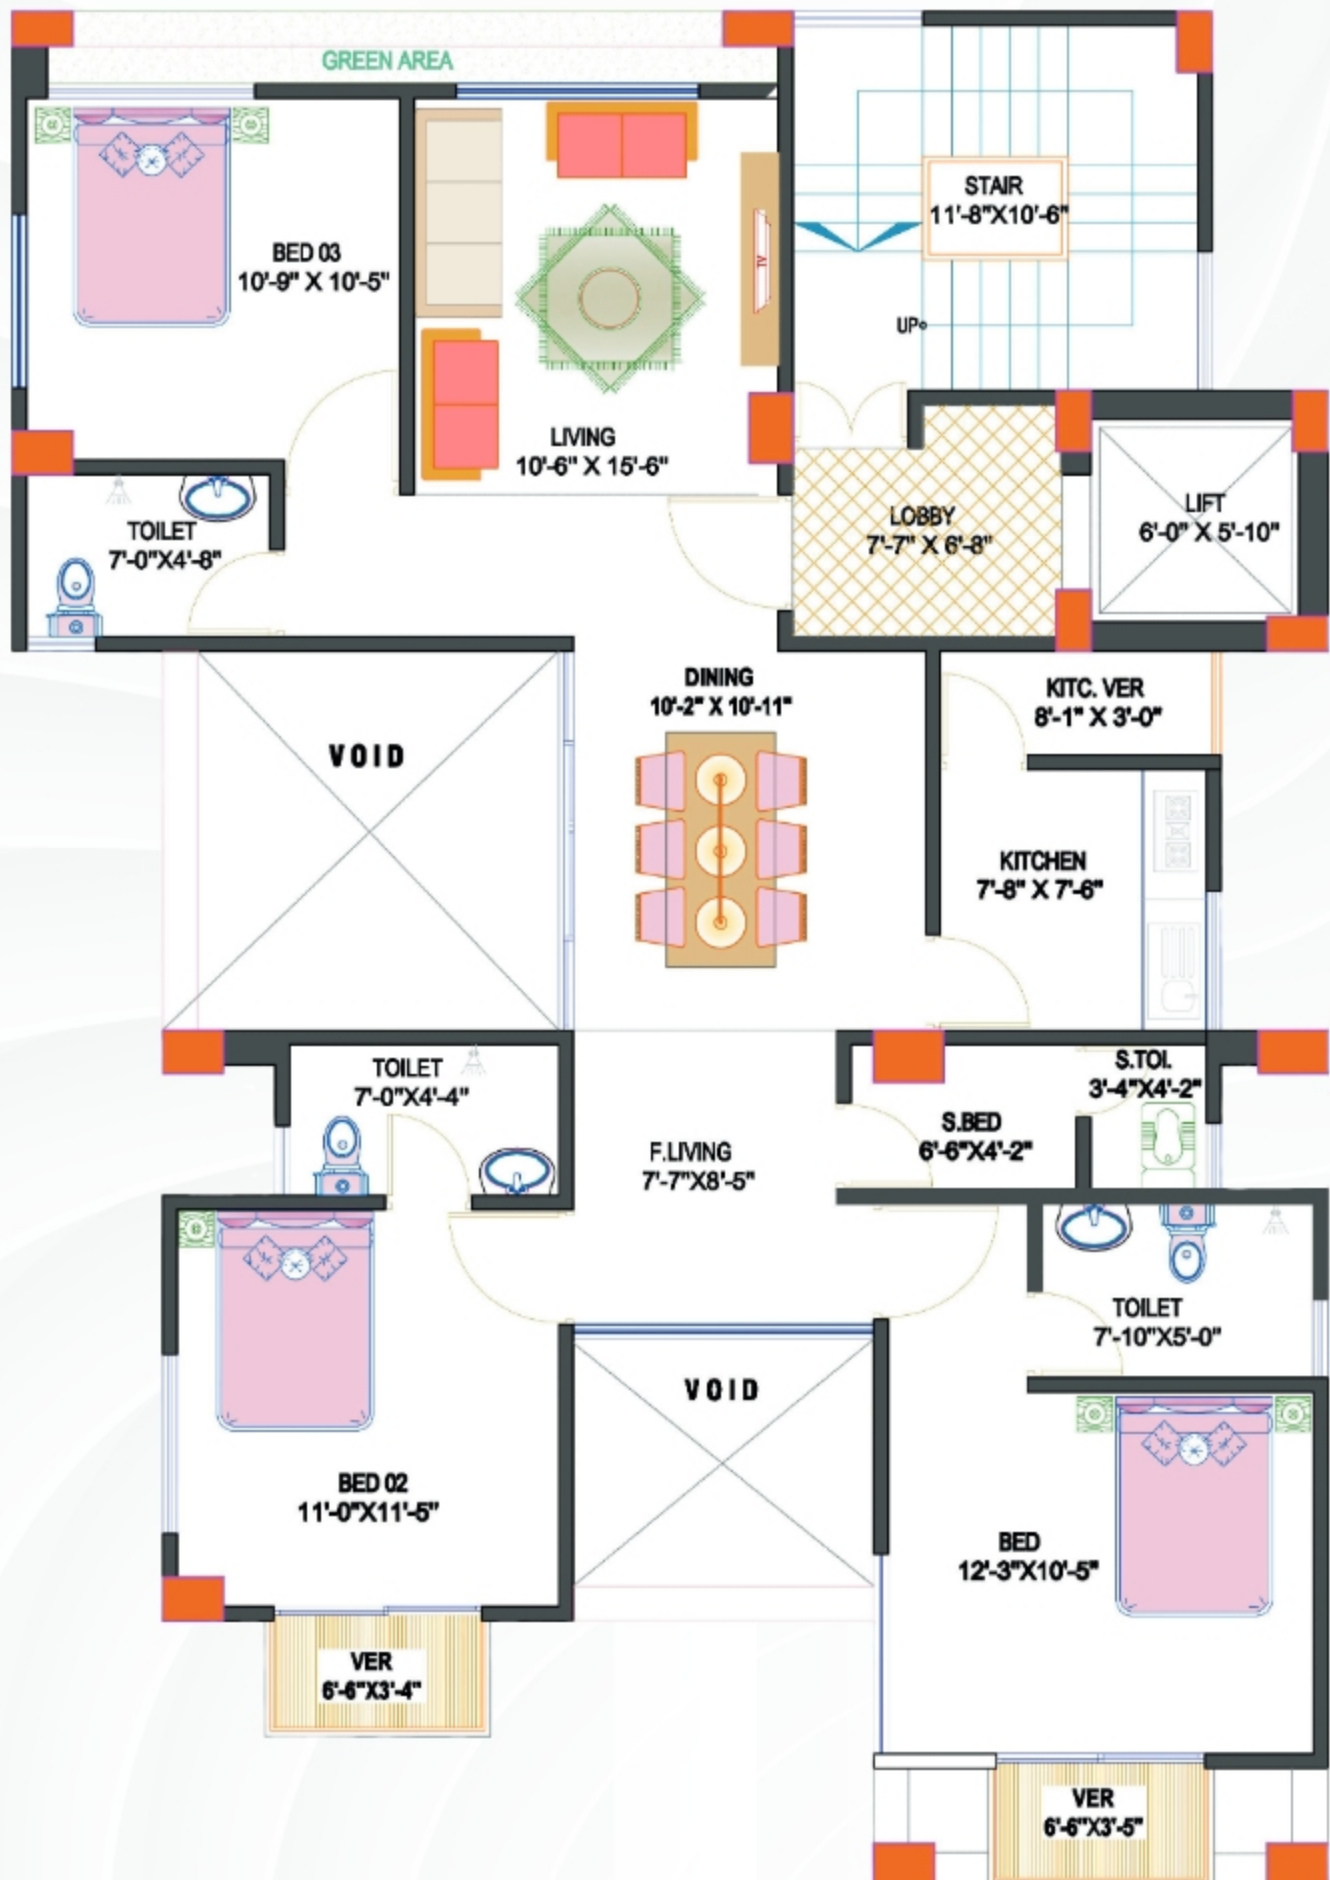 GREEN AREA
STAIR
11'-8"X10'-6"
BED 03
10'-9" X 10'-5"
TV
UP
LIVING
10'-6" X 15'-6"
TOILET
7'-0"X4'-8"
LOBBY
7'-7" X 6'-8"
LIFT
6'-0" X 5'-10"
DINING
10'-2" X 10'-11"
KITC. VER
8'-1" X 3'-0"
VOID
KITCHEN
7'-8" X 7'-6"
TOILET
7'-0"X4'-4"
S.TOI.
3'-4"X4'-2"
S.BED
6'-6"X4'-2"
F.LIVING
7'-7"X8'-5"
TOILET
7'-10"X5'-0"
VOID
BED 02
11'-0"X11'-5"
BED
12'-3"X10'-5"
VER
6'-6"X3'-4"
VER
6'-6"X3'-5"